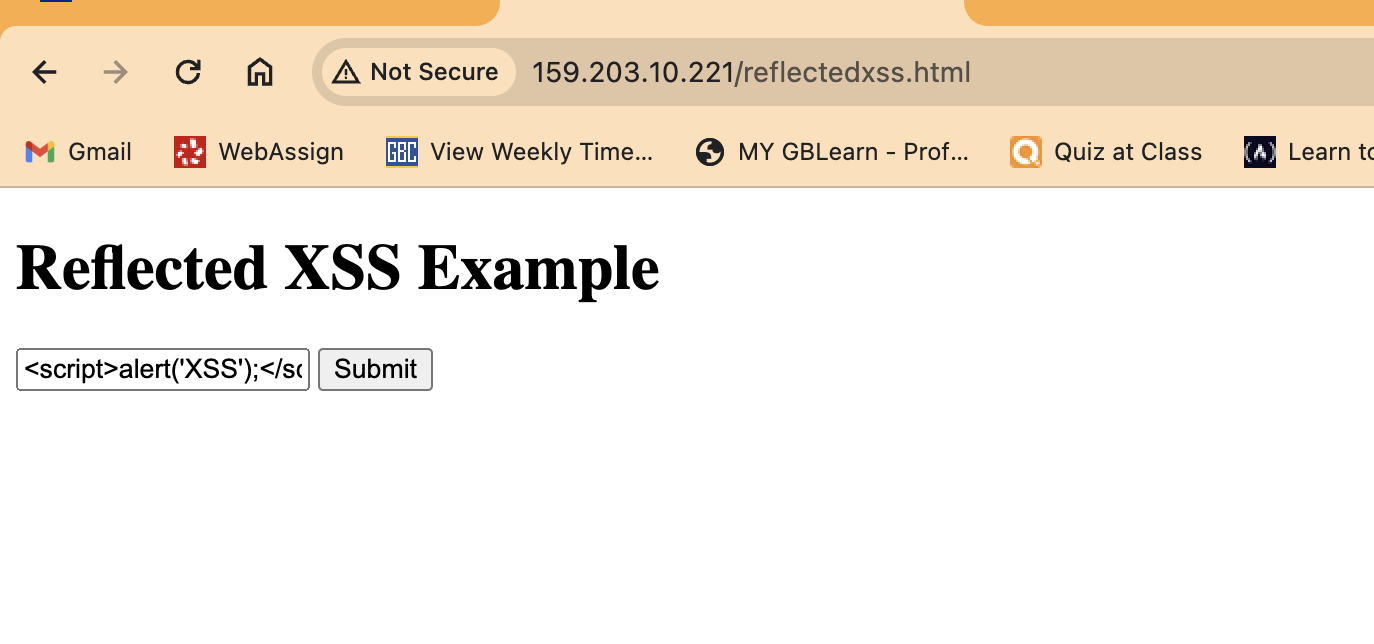 Not Secure 159.203.10.221/reflectedxss.html
Gmail WebAssign GBC View Weekly Time... MY GBLearn - Prof... Quiz at Class Learn to
Reflected XSS Example
<script>alert('XSS');</sc Submit